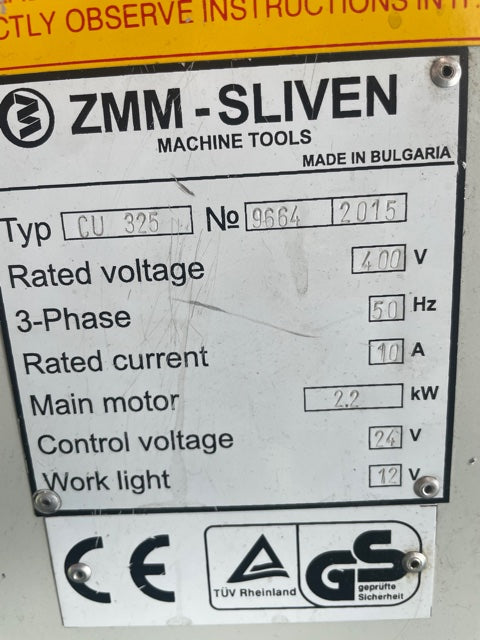 CTLY OBSERVE INSTRUCTIONS IN
ZMM - SLIVEN
MACHINE TOOLS
MADE IN BULGARIA
Typ CU 325 № 9664 2015
Rated voltage 400 V
3-Phase 50 Hz
Rated current 10 A
Main motor 2.2 kW
Control voltage 24 V
Work light 12 V
CE TÜV Rheinland GS geprüfte
Sicherheit